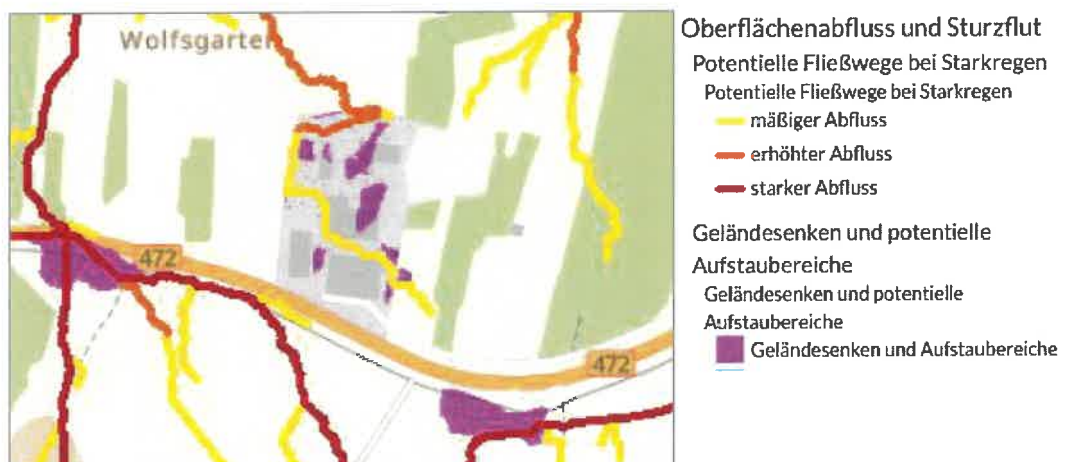 Wolfsgarten
472
472
Oberflächenabfluss und Sturzflut
Potentielle Fließwege bei Starkregen
Potentielle Fließwege bei Starkregen
mäßiger Abfluss
erhöhter Abfluss
starker Abfluss
Geländesenken und potentielle
Aufstaubereiche
Geländesenken und potentielle
Aufstaubereiche
Geländesenken und Aufstaubereiche